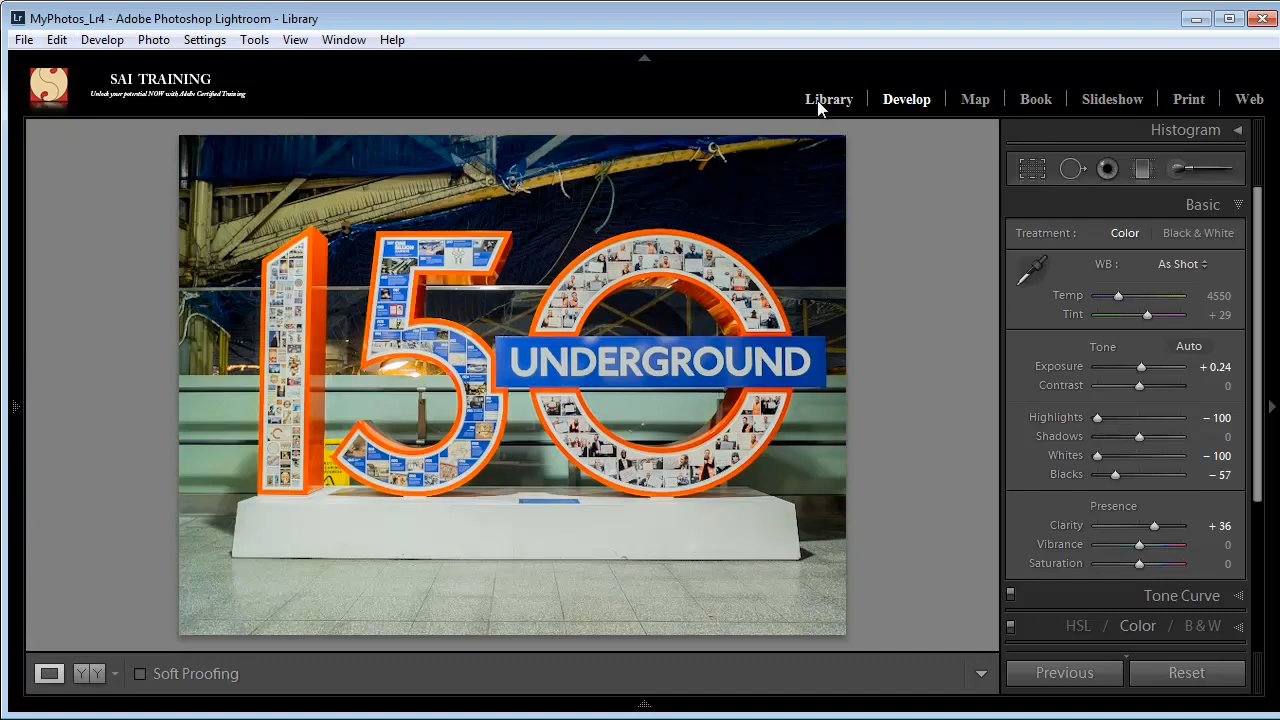 Lr MyPhotos_Lr4 - Adobe Photoshop Lightroom - Library
File Edit Develop Photo Settings Tools View Window Help
SAI TRAINING
Unlock your potential NOW with Adobe Certified Training
Library Develop Map Book Slideshow Print Web
Histogram
Basic
Treatment : Color Black & White
WB : As Shot
Temp 4550
Tint + 29
Tone Auto
Exposure + 0.24
Contrast 0
Highlights – 100
Shadows 0
Whites – 100
Blacks – 57
Presence
Clarity + 36
Vibrance 0
Saturation 0
Tone Curve
HSL / Color / B & W
Previous Reset
150
UNDERGROUND
YY Soft Proofing